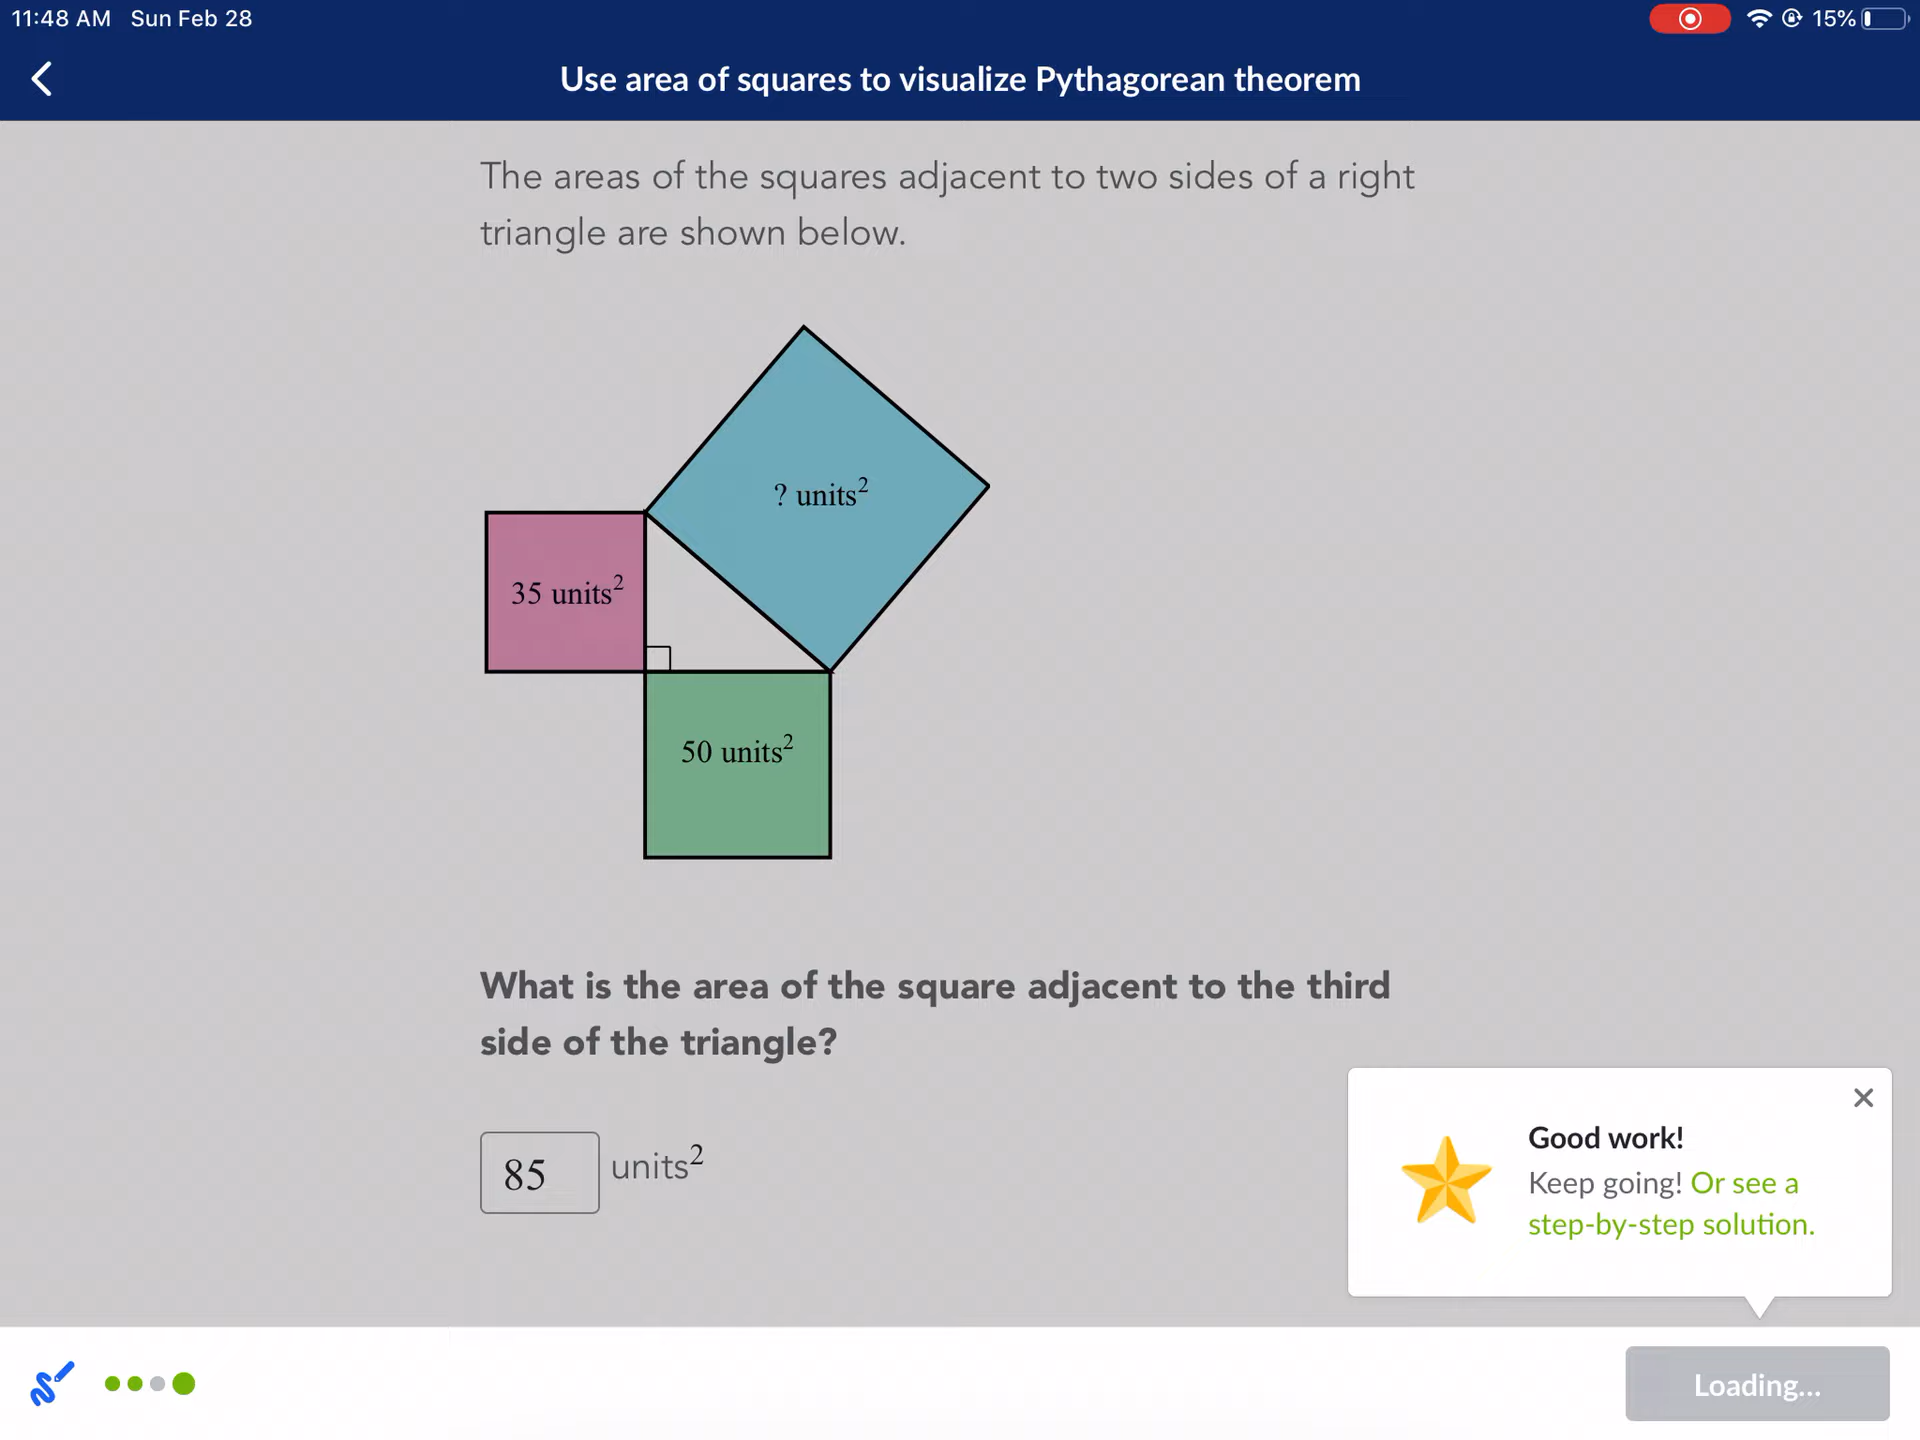 11:48 AM Sun Feb 28
15%
Use area of squares to visualize Pythagorean theorem
The areas of the squares adjacent to two sides of a right
triangle are shown below.
? units²
35 units²
50 units²
What is the area of the square adjacent to the third
side of the triangle?
85 units²
Good work!
Keep going! Or see a
step-by-step solution.
Loading...